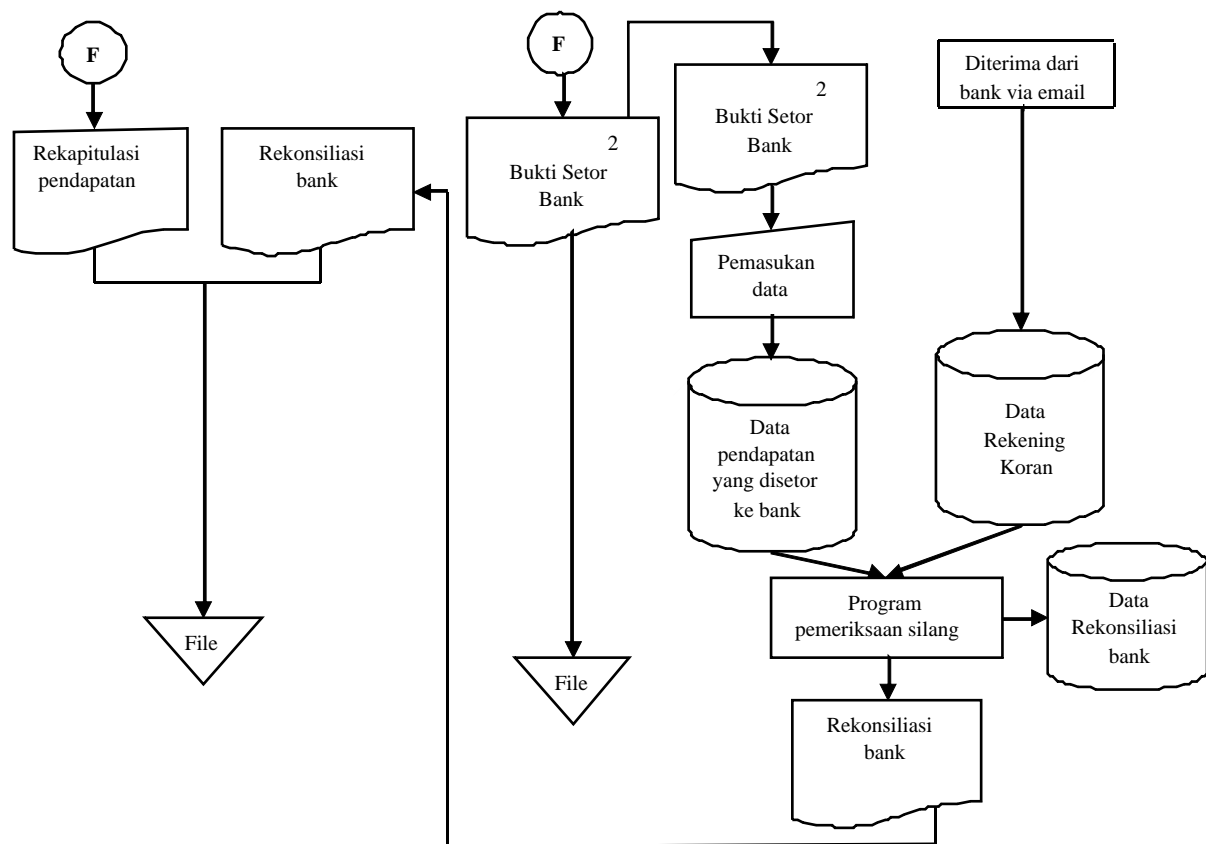 F
F
Diterima dari
bank via email
2
Bukti Setor
Bank
Rekapitulasi
pendapatan
Rekonsiliasi
bank
2
Bukti Setor
Bank
Pemasukan
data
Data
pendapatan
yang disetor
ke bank
Data
Rekening
Koran
Program
pemeriksaan silang
Data
Rekonsiliasi
bank
File
File
Rekonsiliasi
bank